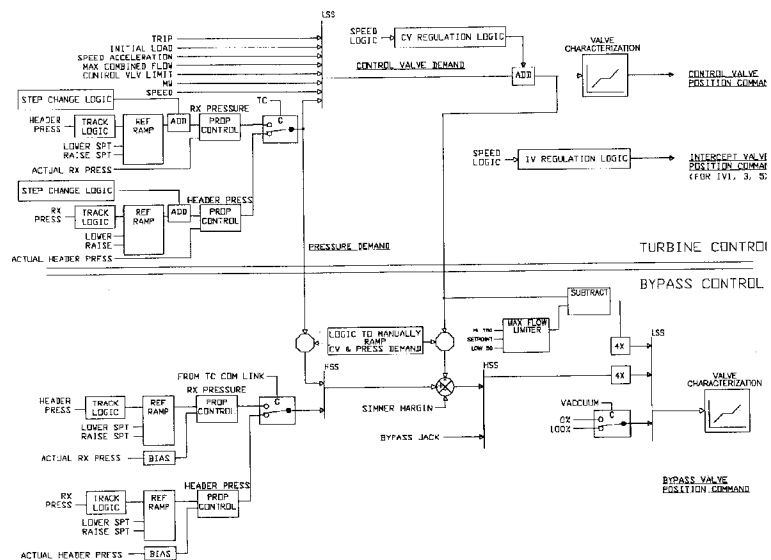 LSS
TRIP
INITIAL LOAD
SPEED ACCELERATION
MAX COMBINED FLOW
CONTROL VLV LIMIT
MW
SPEED
SPEED LOGIC
CV REGULATION LOGIC
CONTROL VALVE DEMAND
ADD
VALVE CHARACTERIZATION
CONTROL VALVE
POSITION COMMAN
STEP CHANGE LOGIC
TC
HEADER PRESS
TRACK LOGIC
REF RAMP
ADD
RX PRESSURE
PROP CONTROL
C
LOWER SPT
RAISE SPT
ACTUAL RX PRESS
SPEED LOGIC
IV REGULATION LOGIC
INTERCEPT VALVE
POSITION COMMAN
(FOR IV1, 3, 5)
STEP CHANGE LOGIC
RX PRESS
TRACK LOGIC
REF RAMP
ADD
HEADER PRESS
PROP CONTROL
LOWER
RAISE
ACTUAL HEADER PRESS
PRESSURE DEMAND
TURBINE CONTROL
BYPASS CONTROL
SUBTRACT
MAX FLOW LIMITER
SETPOINT
LOGIC TO MANUALLY
RAMP
CV & PRESS DEMAND
4X
LSS
HSS
HSS
4X
FROM TC COM LINK
RX PRESSURE
C
HEADER PRESS
TRACK LOGIC
REF RAMP
PROP CONTROL
LOWER SPT
RAISE SPT
ACTUAL RX PRESS
BIAS
SIMMER MARGIN
BYPASS JACK
VACCUUM
C
0%
100%
VALVE CHARACTERIZATION
BYPASS VALVE
POSITION COMMAND
RX PRESS
TRACK LOGIC
REF RAMP
HEADER PRESS
PROP CONTROL
LOWER SPT
RAISE SPT
ACTUAL HEADER PRESS
BIAS